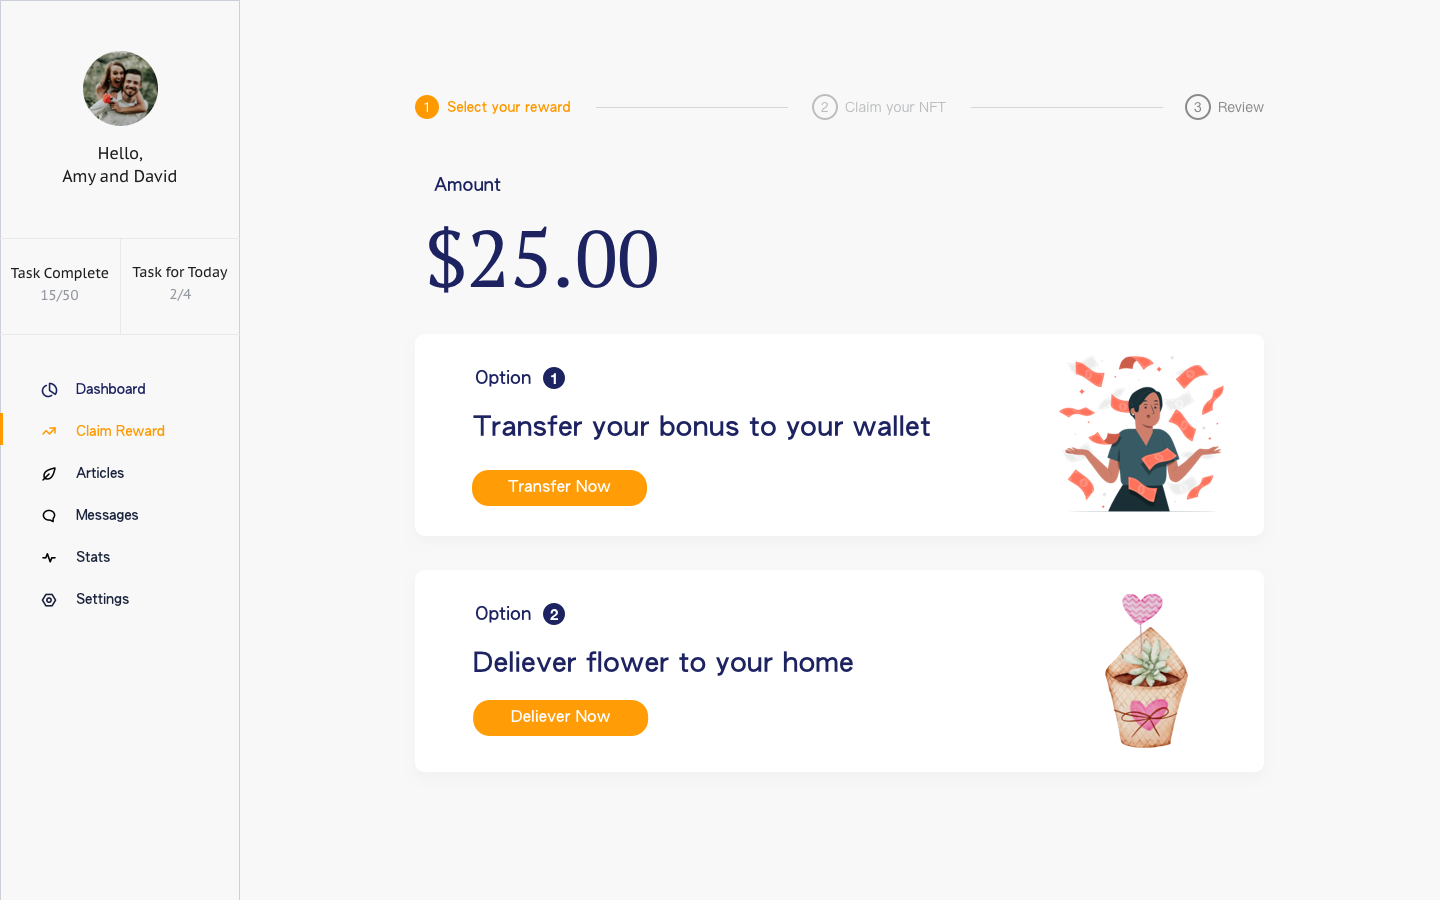 Hello,
Amy and David
Task Complete
15/50
Task for Today
2/4
Dashboard
Claim Reward
Articles
Messages
Stats
Settings
1 Select your reward
2 Claim your NFT
3 Review
Amount
$25.00
Option 1
Transfer your bonus to your wallet
Transfer Now
Option 2
Deliever flower to your home
Deliever Now